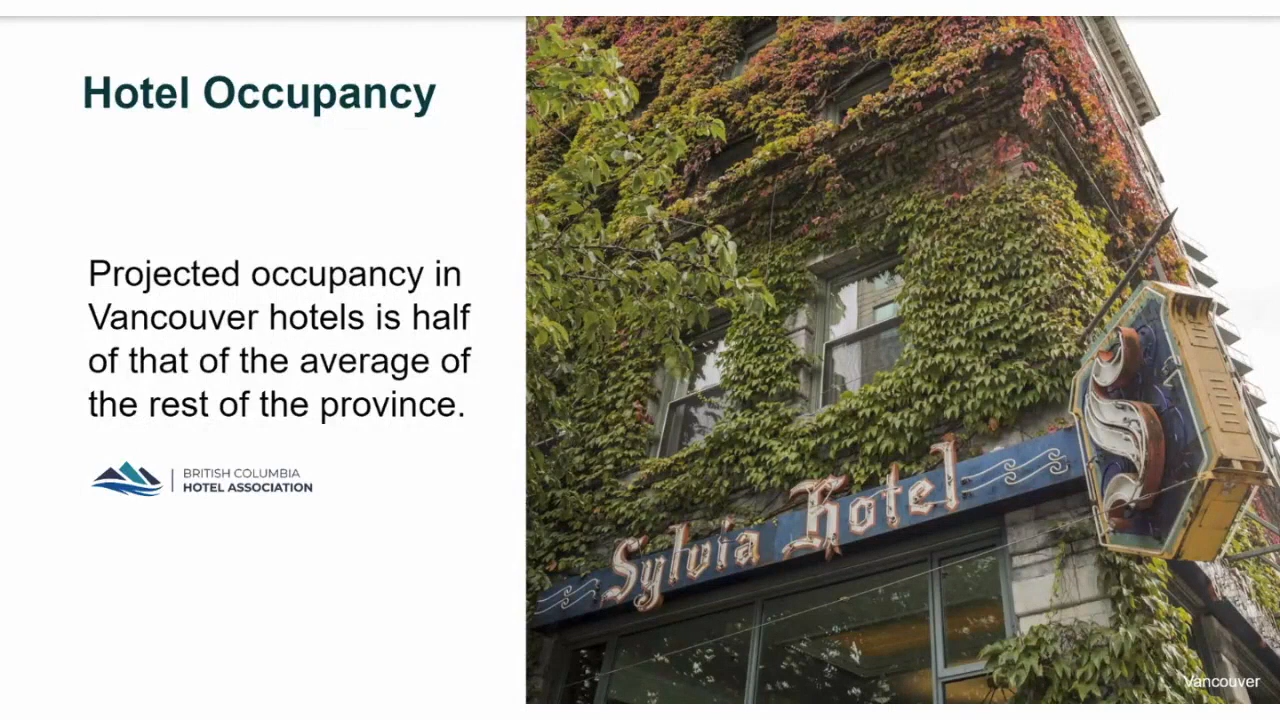 Hotel Occupancy
Projected occupancy in
Vancouver hotels is half
of that of the average of
the rest of the province.
BRITISH COLUMBIA
HOTEL ASSOCIATION
Sylvia Hotel
S
Vancouver